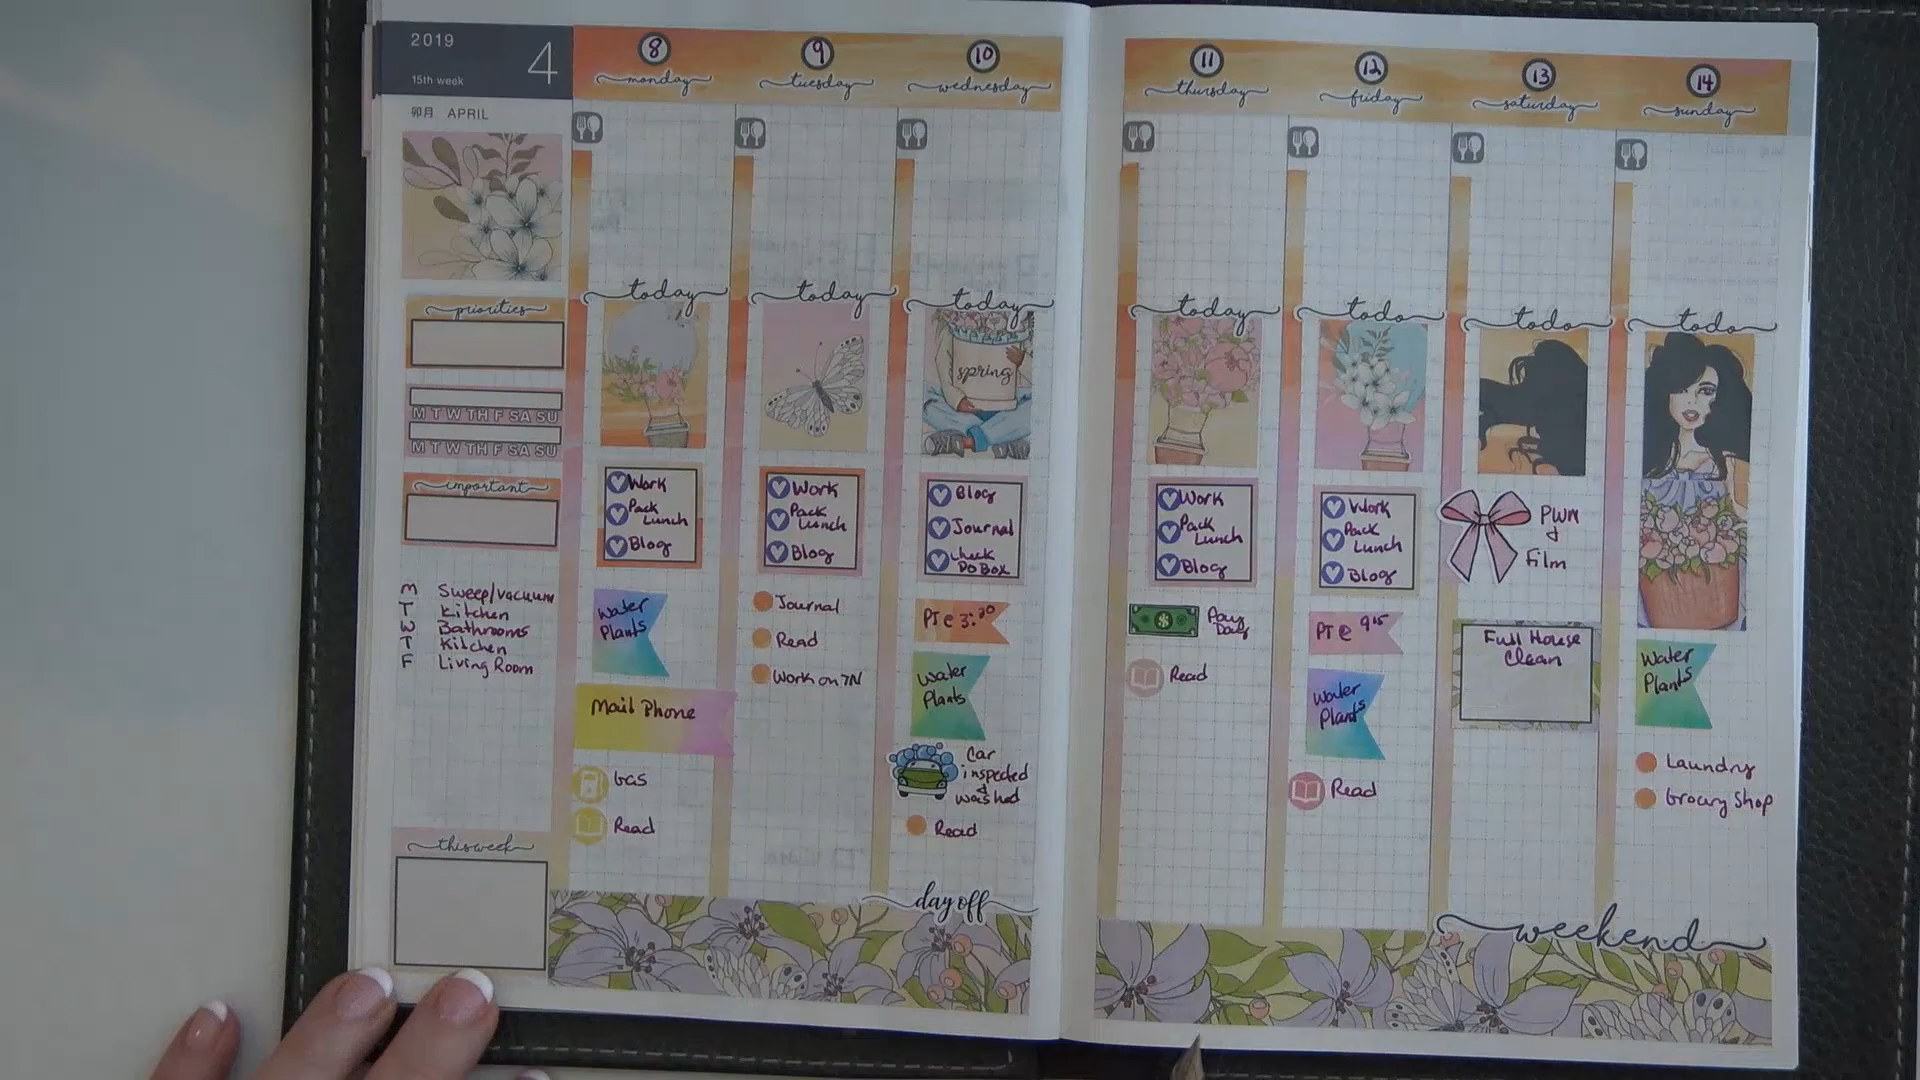 2019
4
15th week
卯月 APRIL
priorities
M T W TH F SA SU
M T W TH F SA SU
important
M Sweep/vacuum
T Kitchen
W Bathrooms
T Kitchen
F Living Room
this week
8
monday
today
Work
Pack
Lunch
Blog
Water
Plants
Mail Phone
Gas
Read
9
tuesday
today
Work
Pack
Lunch
Blog
Journal
Read
Work on TN
10
wednesday
today
spring
Blog
Journal
Check
PO BOX
PT @ 3:30
Water
Plants
Car
inspected
&
washed
Read
day off
11
thursday
today
Work
Pack
Lunch
Blog
Pay
Day
Read
12
friday
todo
Work
Pack
Lunch
Blog
PT @ 9:15
Water
Plants
Read
13
saturday
todo
PWM
&
Film
Full House
Clean
14
sunday
todo
Water
Plants
Laundry
Grocery Shop
weekend